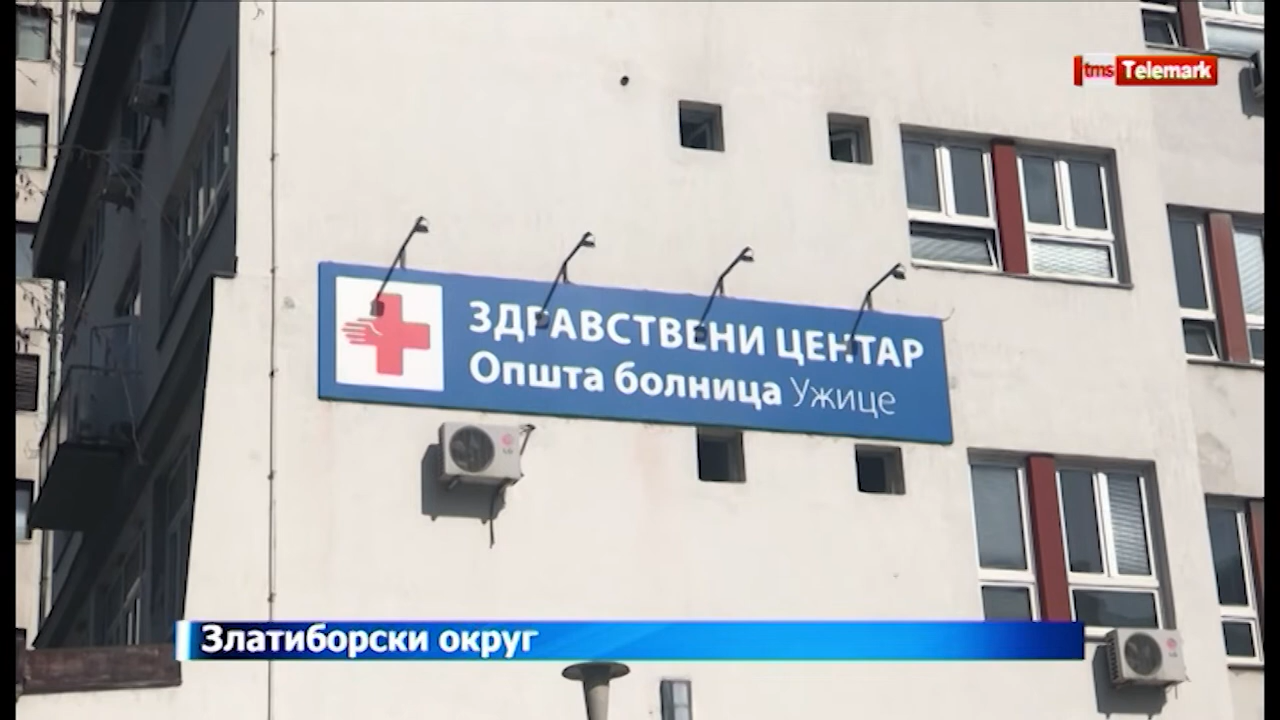 tms Telemark
ЗДРАВСТВЕНИ ЦЕНТАР
Општа болница Ужице
Златиборски округ